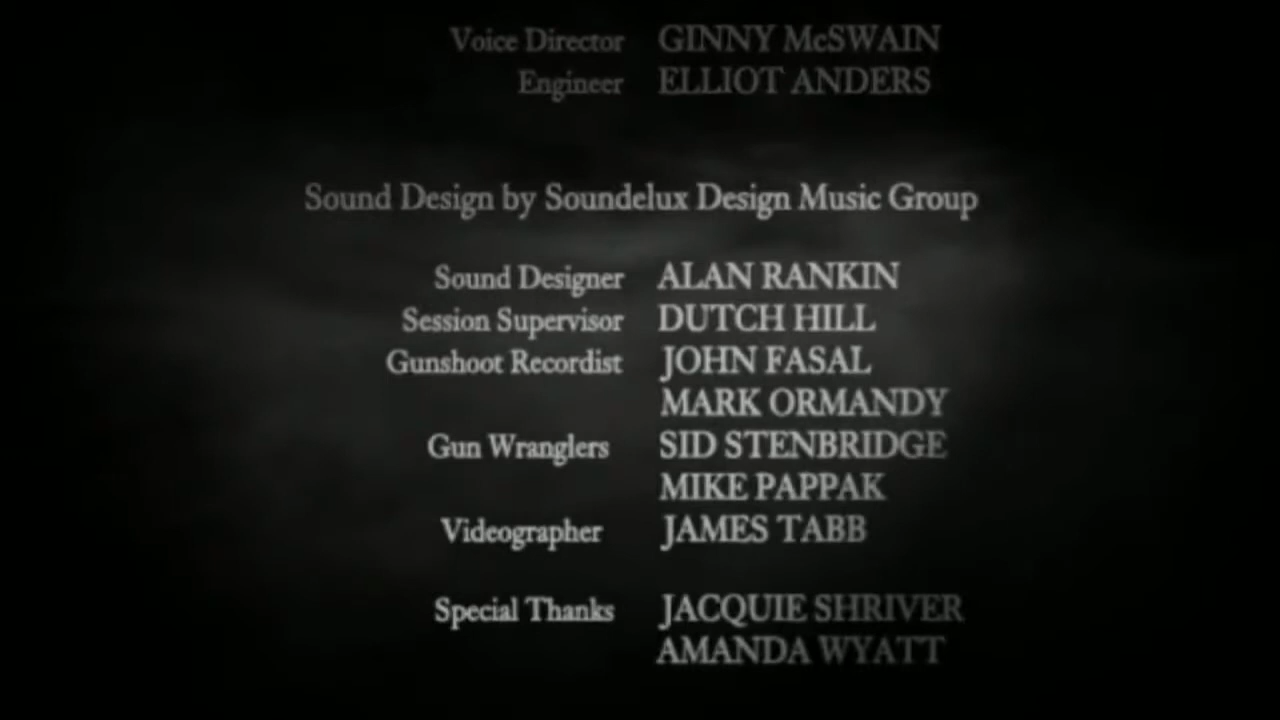 Voice Director GINNY McSWAIN
Engineer ELLIOT ANDERS
Sound Design by Soundelux Design Music Group
Sound Designer ALAN RANKIN
Session Supervisor DUTCH HILL
Gunshoot Recordist JOHN FASAL
MARK ORMANDY
Gun Wranglers SID STENBRIDGE
MIKE PAPPAK
Videographer JAMES TABB
Special Thanks JACQUIE SHRIVER
AMANDA WYATT